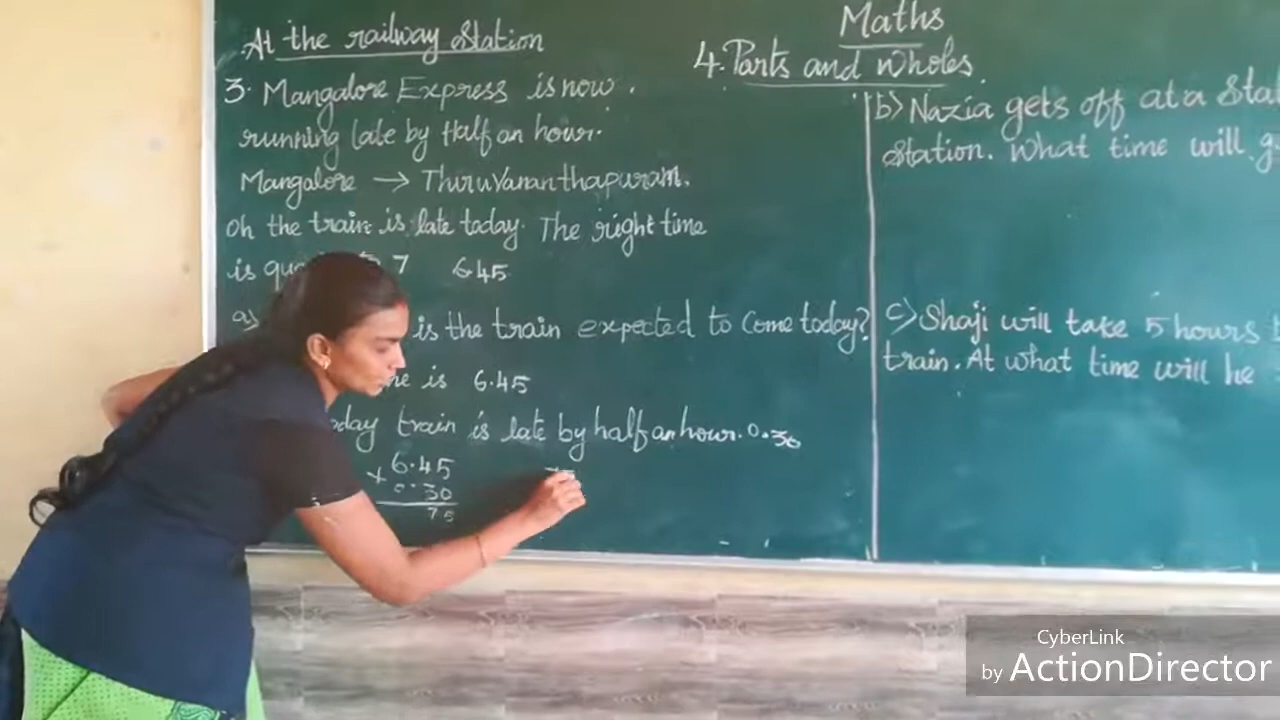 Maths
4. Parts and wholes.
At the railway Station
3. Mangalore Express is now.
running late by Half an hour.
Mangalore → Thiruvananthapuram.
Oh the train is late today. The right time
is 7 6.45
a) is the train expected to come today?
is 6.45
train is late by half an hour. 0.30
6.45
+ 0.30
75
b) Nazia gets off at a
station. What time will
c) Shaji will take 5 hours
train. At what time will he
CyberLink
by ActionDirector